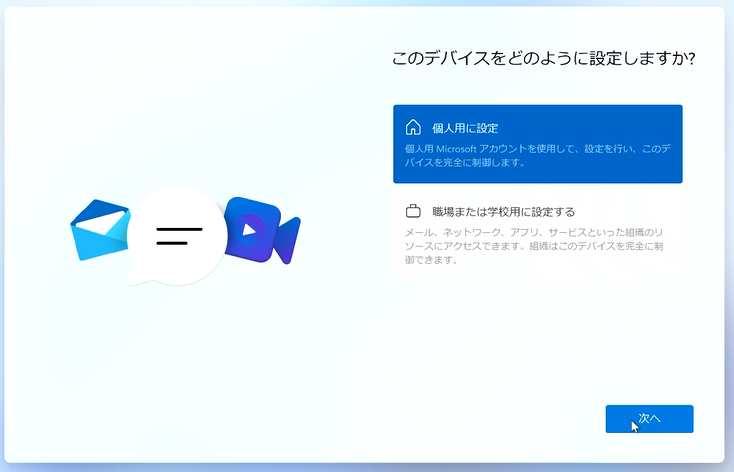 このデバイスをどのように設定しますか?
個人用に設定
個人用 Microsoft アカウントを使用して、設定を行い、このデ
バイスを完全に制御します。
職場または学校用に設定する
メール、ネットワーク、アプリ、サービスといった組織のリ
ソースにアクセスできます。組織はこのデバイスを完全に制
御できます。
次へ